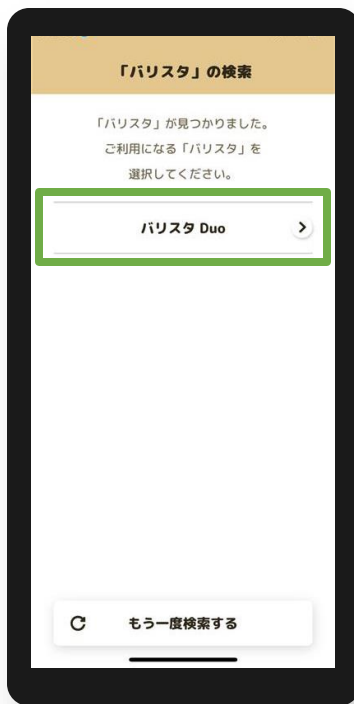 「バリスタ」の検索
「バリスタ」が見つかりました。
ご利用になる「バリスタ」を
選択してください。
バリスタ Duo
もう一度検索する